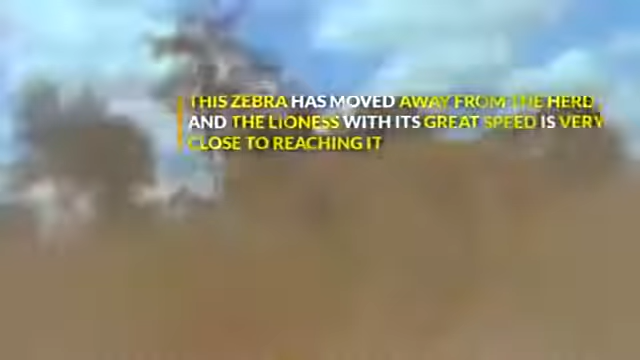 THIS ZEBRA HAS MOVED AWAY FROM THE HERD
AND THE LIONESS WITH ITS GREAT SPEED IS VERY
CLOSE TO REACHING IT